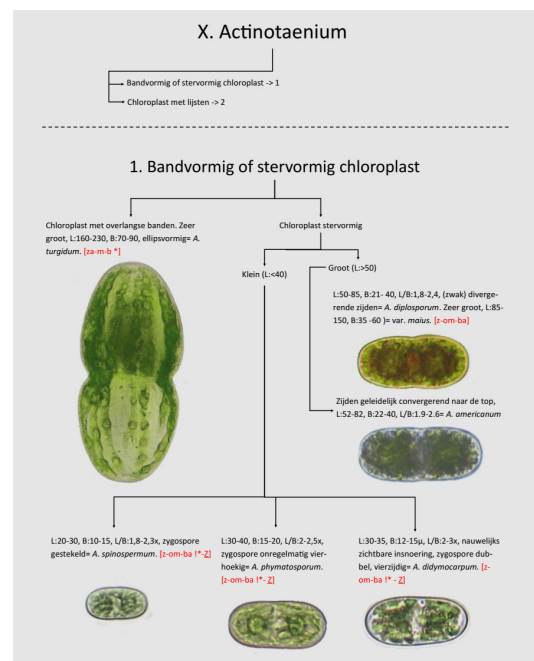 X. Actinotaenium
Bandvormig of stervormig chloroplast -> 1
Chloroplast met lijsten -> 2
1. Bandvormig of stervormig chloroplast
Chloroplast met overlangse banden. Zeer
groot, L:160-230, B:70-90, ellipsvormig= A.
turgidum. [za-m-b *]
Chloroplast stervormig
Klein (L:<40)
Groot (L:>50)
L:50-85, B:21- 40, L/B:1,8-2,4, (zwak) diverge-
rende zijden= A. diplosporum. Zeer groot, L:85-
150, B:35 -60 )= var. maius. [z-om-ba]
Zijden geleidelijk convergerend naar de top,
L:52-82, B:22-40, L/B:1.9-2.6= A. americanum
L:20-30, B:10-15, L/B:1,8-2,3x, zygospore
gestekeld= A. spinospermum. [z-om-ba !*-Z]
L:30-40, B:15-20, L/B:2-2,5x,
zygospore onregelmatig vier-
hoekig= A. phymatosporum. [z-
om-ba !*- Z]
L:30-35, B:12-15µ, L/B:2-3x, nauwelijks
zichtbare insnoering, zygospore dub-
bel, vierzijdig= A. didymocarpum. [z-
om-ba !* - Z]